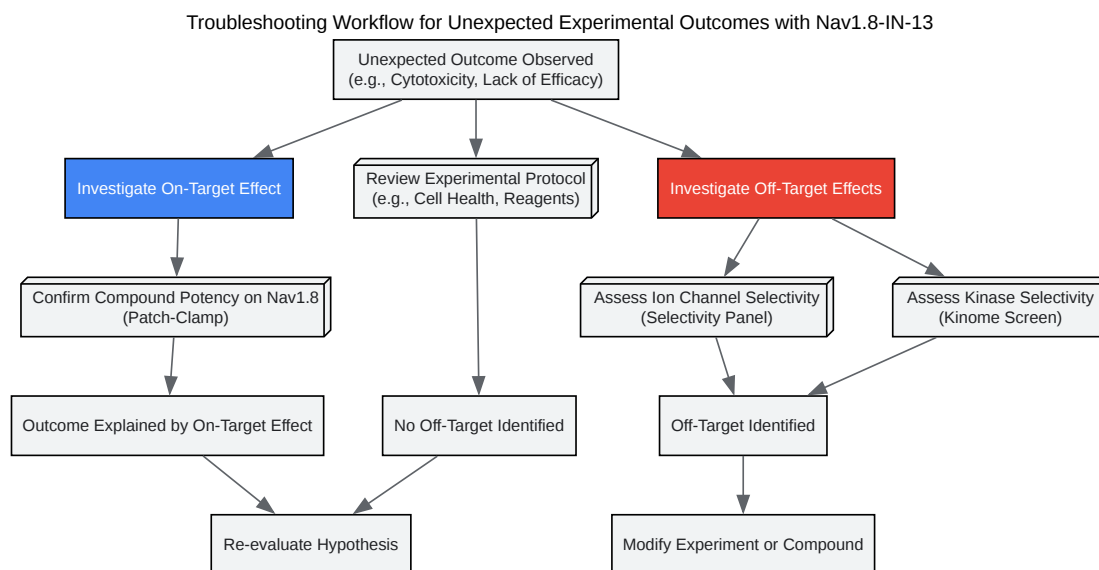 Troubleshooting Workflow for Unexpected Experimental Outcomes with Nav1.8-IN-13
Unexpected Outcome Observed
(e.g., Cytotoxicity, Lack of Efficacy)
Investigate On-Target Effect
Review Experimental Protocol
(e.g., Cell Health, Reagents)
Investigate Off-Target Effects
Confirm Compound Potency on Nav1.8
(Patch-Clamp)
Assess Ion Channel Selectivity
(Selectivity Panel)
Assess Kinase Selectivity
(Kinome Screen)
Outcome Explained by On-Target Effect
No Off-Target Identified
Off-Target Identified
Re-evaluate Hypothesis
Modify Experiment or Compound